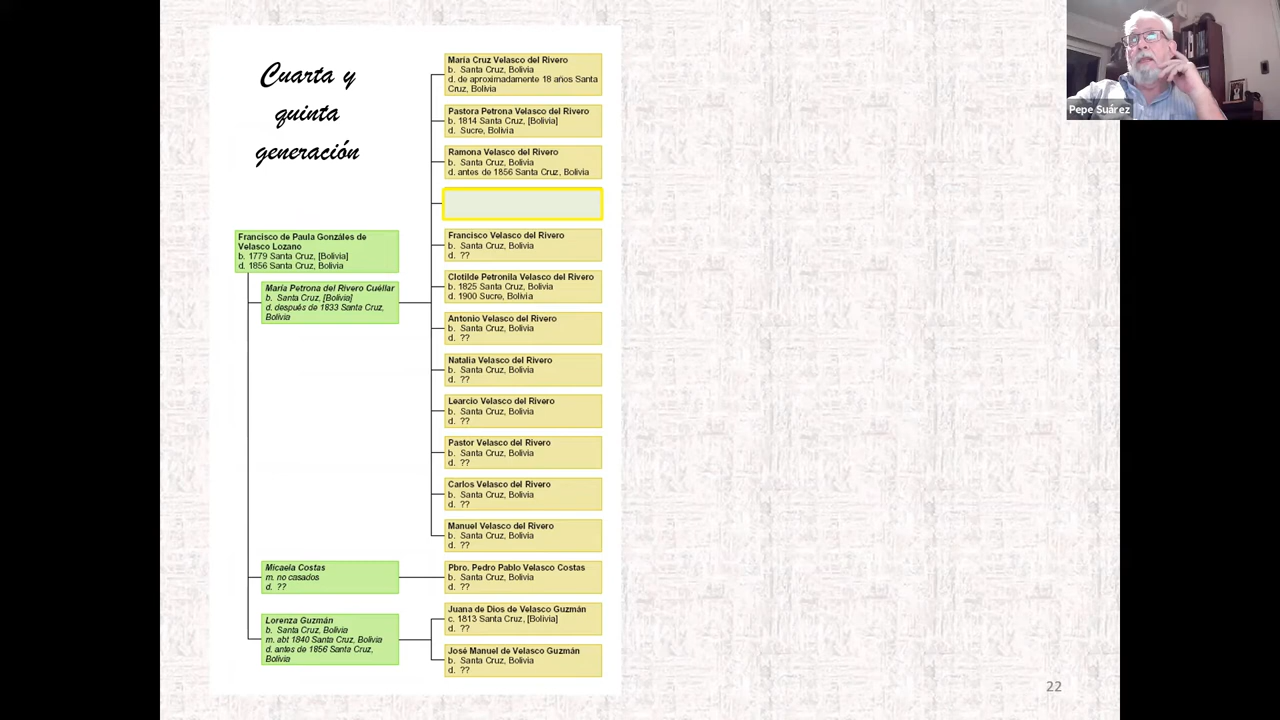 Cuarta y
quinta
generación
María Cruz Velasco del Rivero
b. Santa Cruz, Bolivia
d. de aproximadamente 18 años Santa
Cruz, Bolivia
Pastora Petrona Velasco del Rivero
b. 1814 Santa Cruz, [Bolivia]
d. Sucre, Bolivia
Ramona Velasco del Rivero
b. Santa Cruz, Bolivia
d. antes de 1856 Santa Cruz, Bolivia
Francisco de Paula Gonzáles de
Velasco Lozano
b. 1779 Santa Cruz, [Bolivia]
d. 1856 Santa Cruz, Bolivia
María Petrona del Rivero Cuéllar
b. Santa Cruz, [Bolivia]
d. después de 1833 Santa Cruz,
Bolivia
Francisco Velasco del Rivero
b. Santa Cruz, Bolivia
d. ??
Clotilde Petronila Velasco del Rivero
b. 1825 Santa Cruz, Bolivia
d. 1900 Sucre, Bolivia
Antonio Velasco del Rivero
b. Santa Cruz, Bolivia
d. ??
Natalia Velasco del Rivero
b. Santa Cruz, Bolivia
d. ??
Learcio Velasco del Rivero
b. Santa Cruz, Bolivia
d. ??
Pastor Velasco del Rivero
b. Santa Cruz, Bolivia
d. ??
Carlos Velasco del Rivero
b. Santa Cruz, Bolivia
d. ??
Manuel Velasco del Rivero
b. Santa Cruz, Bolivia
d. ??
Micaela Costas
m. no casados
d. ??
Pbro. Pedro Pablo Velasco Costas
b. Santa Cruz, Bolivia
d. ??
Lorenza Guzmán
b. Santa Cruz, Bolivia
m. abt 1840 Santa Cruz, Bolivia
d. antes de 1856 Santa Cruz,
Bolivia
Juana de Dios de Velasco Guzmán
c. 1813 Santa Cruz, [Bolivia]
d. ??
José Manuel de Velasco Guzmán
b. Santa Cruz, Bolivia
d. ??
22
Pepe Suárez